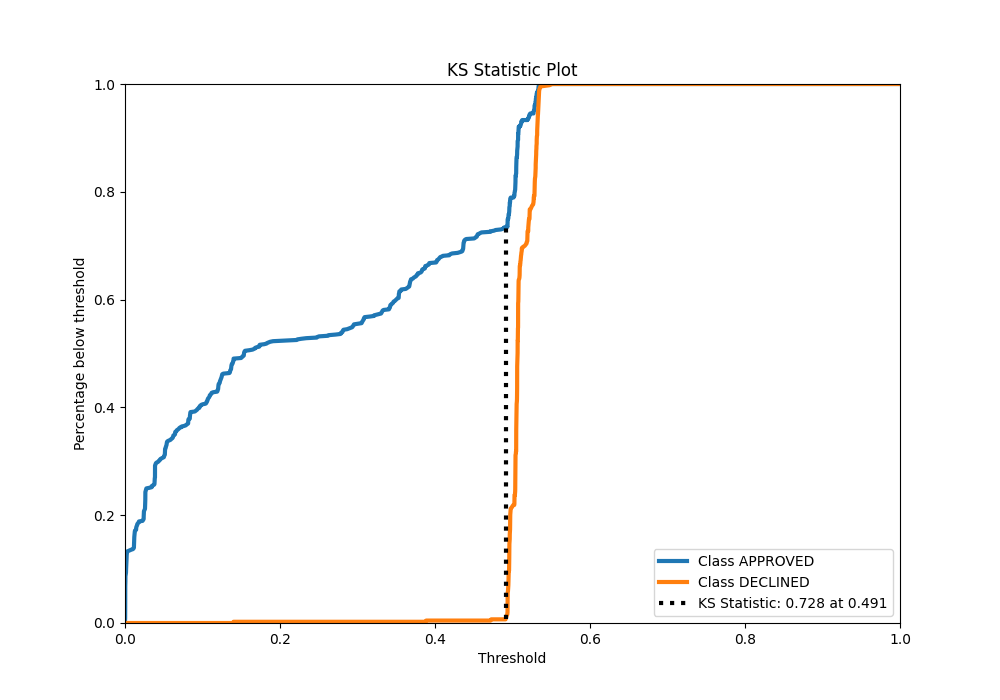 KS Statistic Plot
1.0
0.8
0.6
0.4
0.2
0.0
Percentage below threshold
0.0 0.2 0.4 0.6 0.8 1.0
Threshold
Class APPROVED
Class DECLINED
KS Statistic: 0.728 at 0.491